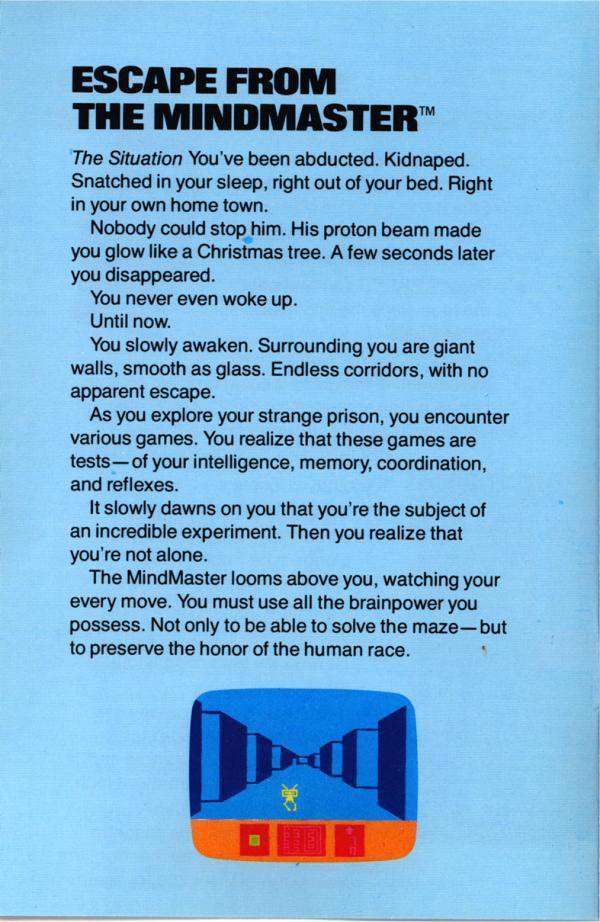 ESCAPE FROM
THE MINDMASTER™
The Situation You've been abducted. Kidnaped.
Snatched in your sleep, right out of your bed. Right
in your own home town.
Nobody could stop him. His proton beam made
you glow like a Christmas tree. A few seconds later
you disappeared.
You never even woke up.
Until now.
You slowly awaken. Surrounding you are giant
walls, smooth as glass. Endless corridors, with no
apparent escape.
As you explore your strange prison, you encounter
various games. You realize that these games are
tests—of your intelligence, memory, coordination,
and reflexes.
It slowly dawns on you that you're the subject of
an incredible experiment. Then you realize that
you're not alone.
The MindMaster looms above you, watching your
every move. You must use all the brainpower you
possess. Not only to be able to solve the maze—but
to preserve the honor of the human race.